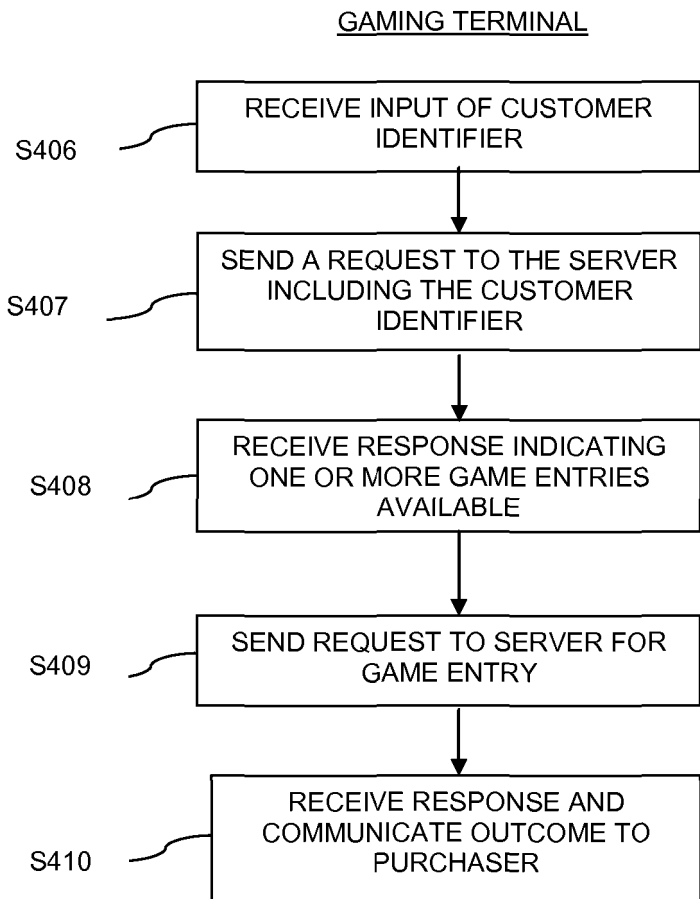 GAMING TERMINAL
S406
RECEIVE INPUT OF CUSTOMER
IDENTIFIER
S407
SEND A REQUEST TO THE SERVER
INCLUDING THE CUSTOMER
IDENTIFIER
S408
RECEIVE RESPONSE INDICATING
ONE OR MORE GAME ENTRIES
AVAILABLE
S409
SEND REQUEST TO SERVER FOR
GAME ENTRY
S410
RECEIVE RESPONSE AND
COMMUNICATE OUTCOME TO
PURCHASER